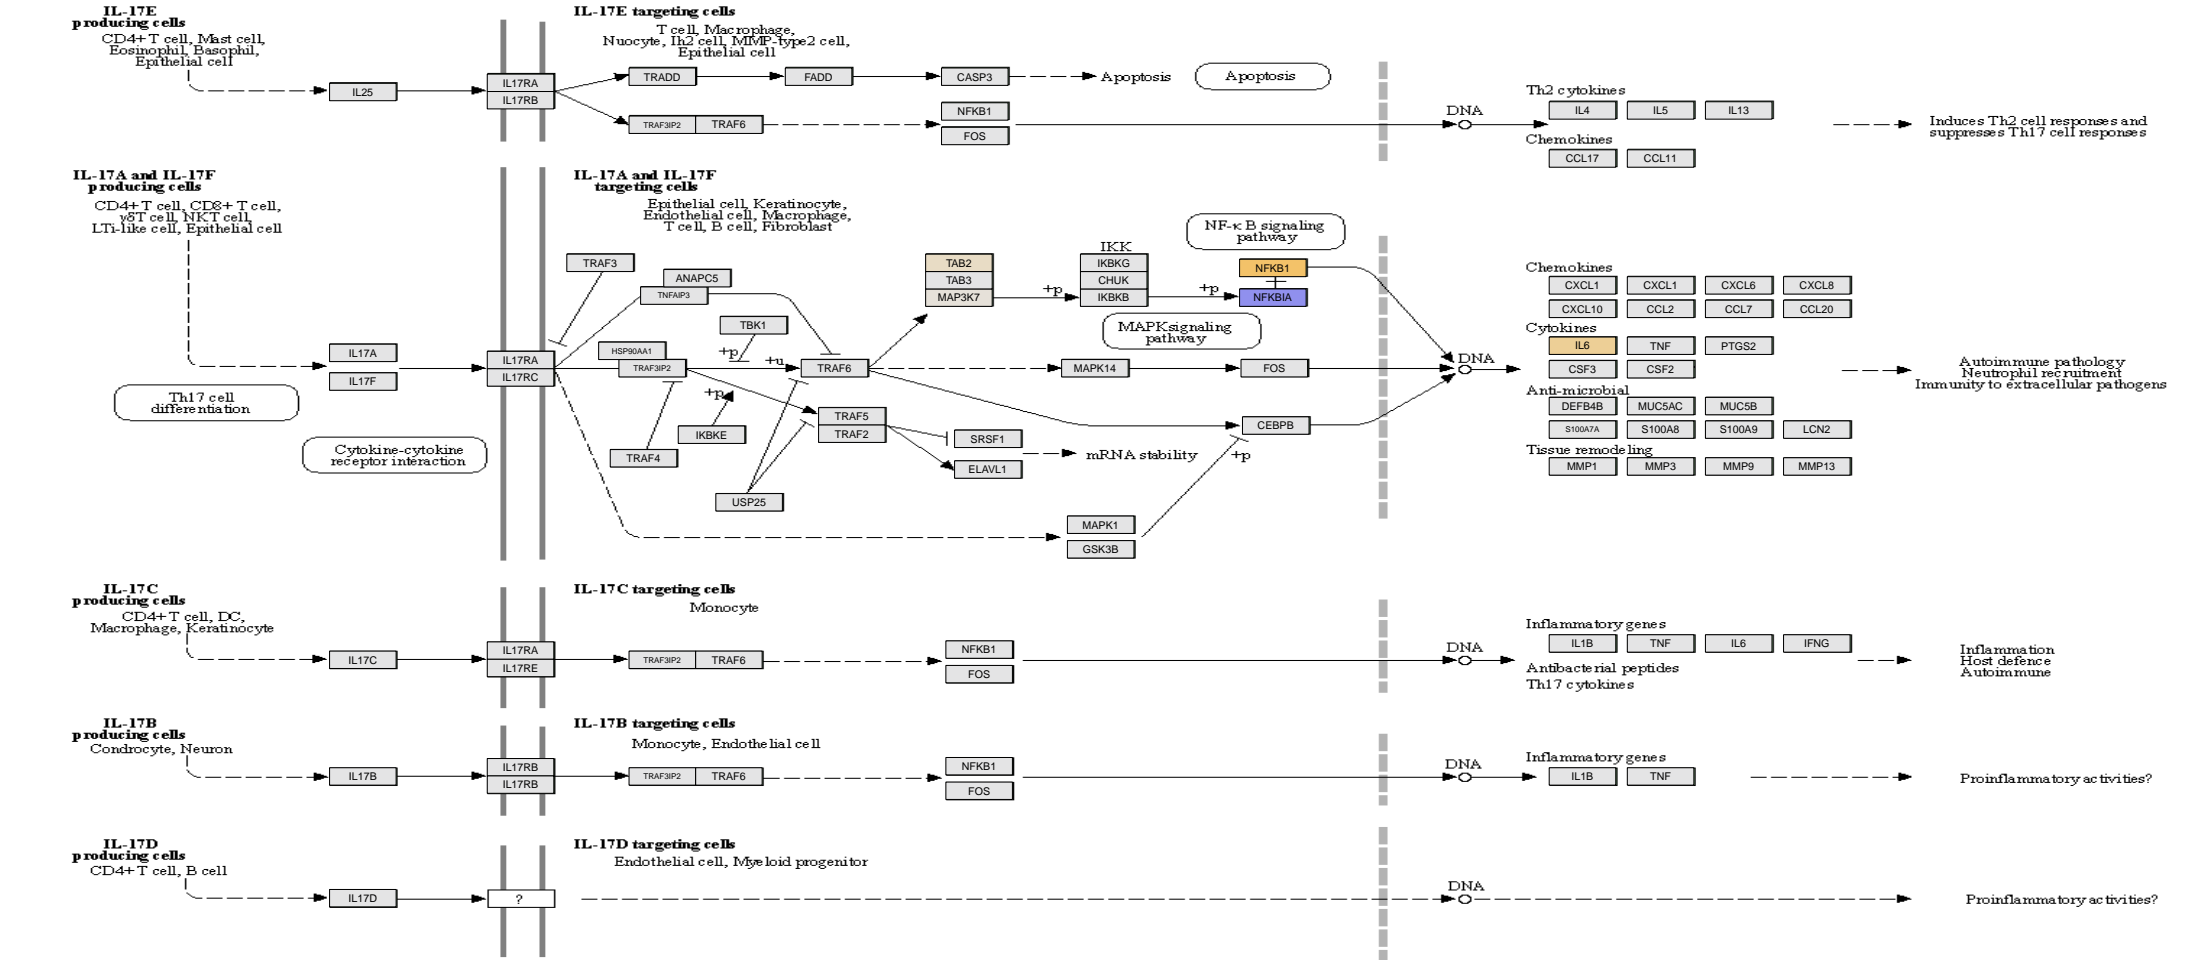 IL-17E
producing cells
CD4+ T cell, Mast cell,
Eosinophil, Basophil,
Epithelial cell
IL25
IL17RA
IL17RB
IL-17E targeting cells
T cell, Macrophage,
Nuocyte, Ih2 cell, MMP-type2 cell,
Epithelial cell
TRADD
FADD
CASP3
Apoptosis
Apoptosis
TRAF3IP2
TRAF6
NFKB1
FOS
DNA
Th2 cytokines
IL4
IL5
IL13
Chemokines
CCL17
CCL11
Induces Th2 cell responses and
suppresses Th17 cell responses
IL-17A and IL-17F
producing cells
CD4+ T cell, CD8+ T cell,
γδT cell, NKT cell,
LTi-like cell, Epithelial cell
IL17A
IL17F
Th17 cell
differentiation
Cytokine-cytokine
receptor interaction
IL17RA
IL17RC
IL-17A and IL-17F
targeting cells
Epithelial cell, Keratinocyte,
Endothelial cell, Macrophage,
T cell, B cell, Fibroblast
TRAF3
ANAPC5
TNFAIP3
TBK1
HSP90AA1
TRAF3IP2
+p
+u
+p
IKBKE
TRAF4
USP25
TRAF6
TRAF5
TRAF2
SRSF1
ELAVL1
mRNA stability
TAB2
TAB3
MAP3K7
+p
IKK
IKBKG
CHUK
IKBKB
+p
NF-κ B signaling
pathway
NFKB1
NFKBIA
MAPK signaling
pathway
MAPK14
FOS
CEBPB
+p
MAPK1
GSK3B
DNA
Chemokines
CXCL1
CXCL1
CXCL6
CXCL8
CXCL10
CCL2
CCL7
CCL20
Cytokines
IL6
TNF
PTGS2
CSF3
CSF2
Anti-microbial
DEFB4B
MUC5AC
MUC5B
S100A7A
S100A8
S100A9
LCN2
Tissue remodeling
MMP1
MMP3
MMP9
MMP13
Autoimmune pathology
Neutrophil recruitment
Immunity to extracellular pathogens
IL-17C
producing cells
CD4+ T cell, DC,
Macrophage, Keratinocyte
IL17C
IL17RA
IL17RE
IL-17C targeting cells
Monocyte
TRAF3IP2
TRAF6
NFKB1
FOS
DNA
Inflammatory genes
IL1B
TNF
IL6
IFNG
Antibacterial peptides
Th17 cytokines
Inflammation
Host defence
Autoimmune
IL-17B
producing cells
Condrocyte, Neuron
IL17B
IL17RB
IL17RB
IL-17B targeting cells
Monocyte, Endothelial cell
TRAF3IP2
TRAF6
NFKB1
FOS
DNA
Inflammatory genes
IL1B
TNF
Proinflammatory activities?
IL-17D
producing cells
CD4+ T cell, B cell
IL17D
?
IL-17D targeting cells
Endothelial cell, Myeloid progenitor
DNA
Proinflammatory activities?